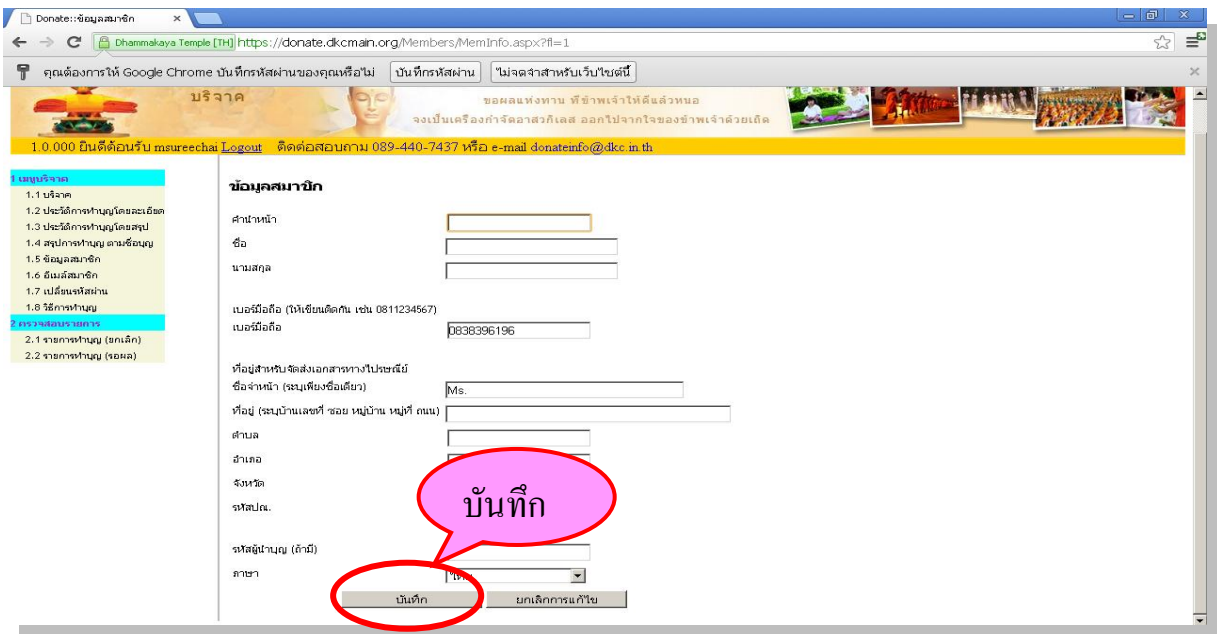 Donate::ข้อมูลสมาชิก
Dhammakaya Temple [TH] https://donate.dkcmain.org/Members/MemInfo.aspx?fl=1
คุณต้องการให้ Google Chrome บันทึกรหัสผ่านของคุณหรือไม่ บันทึกรหัสผ่าน ไม่จดจำสำหรับเว็บไซต์นี้
บริจาค
ขอผลแห่งทาน ที่ข้าพเจ้าให้ดีแล้วหนอ
จงเป็นเครื่องกำจัดอาสวกิเลส ออกไปจากใจของข้าพเจ้าด้วยเถิด
1.0.000 ยินดีต้อนรับ msureechai Logout ติดต่อสอบถาม 089-440-7437 หรือ e-mail donateinfo@dkc.in.th
1 เมนูบริจาค
1.1 บริจาค
1.2 ประวัติการทำบุญโดยละเอียด
1.3 ประวัติการทำบุญโดยสรุป
1.4 สรุปการทำบุญ ตามชื่อบุญ
1.5 ข้อมูลสมาชิก
1.6 อีเมล์สมาชิก
1.7 เปลี่ยนรหัสผ่าน
1.8 วิธีการทำบุญ
2 ตรวจสอบรายการ
2.1 รายการทำบุญ (ยกเลิก)
2.2 รายการทำบุญ (รอผล)
ข้อมูลสมาชิก
คำนำหน้า
ชื่อ
นามสกุล
เบอร์มือถือ (ให้เขียนติดกัน เช่น 0811234567)
เบอร์มือถือ 0838396196
ที่อยู่สำหรับจัดส่งเอกสารทางไปรษณีย์
ชื่อจ่าหน้า (ระบุเพียงชื่อเดียว) Ms.
ที่อยู่ (ระบุบ้านเลขที่ ซอย หมู่บ้าน หมู่ที่ ถนน)
ตำบล
อำเภอ
จังหวัด
รหัสปณ.
บันทึก
รหัสผู้นำบุญ (ถ้ามี)
ภาษา
บันทึก ยกเลิกการแก้ไข